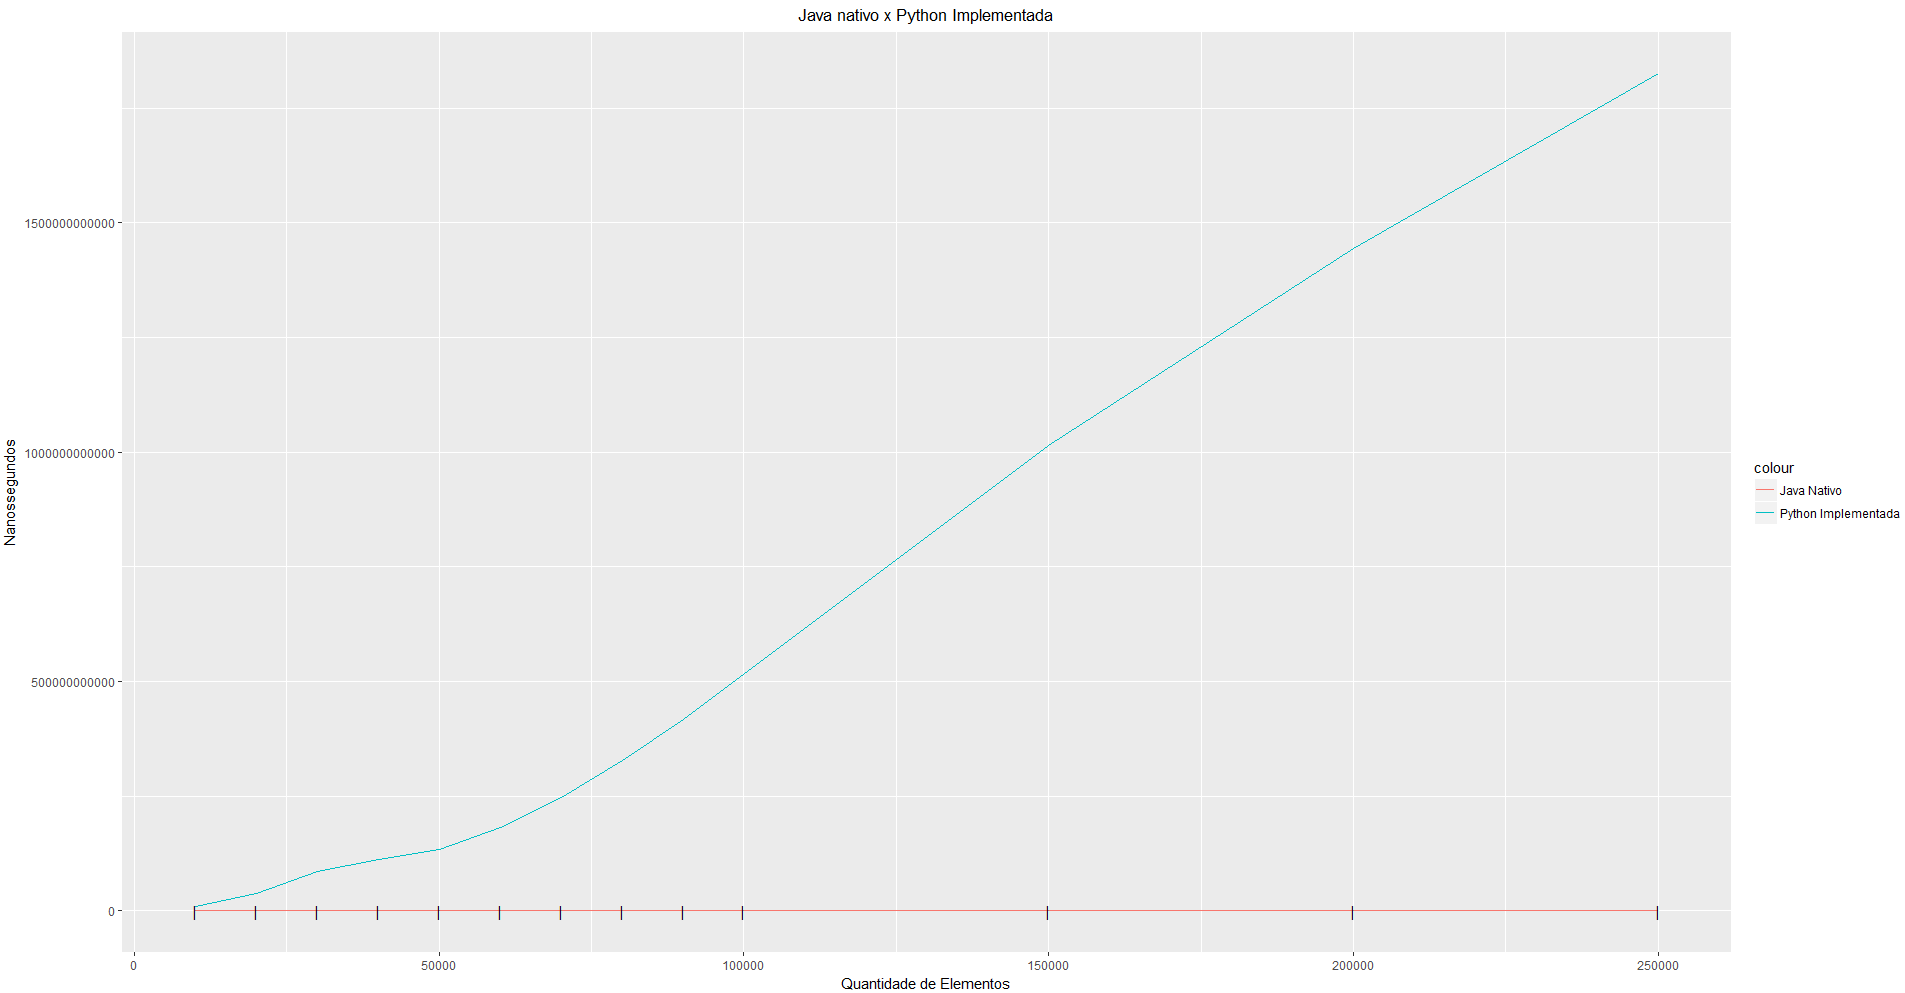 Java nativo x Python Implementada
Nanossegundos
1500000000000
1000000000000
500000000000
0
0
50000
100000
150000
200000
250000
Quantidade de Elementos
colour
Java Nativo
Python Implementada